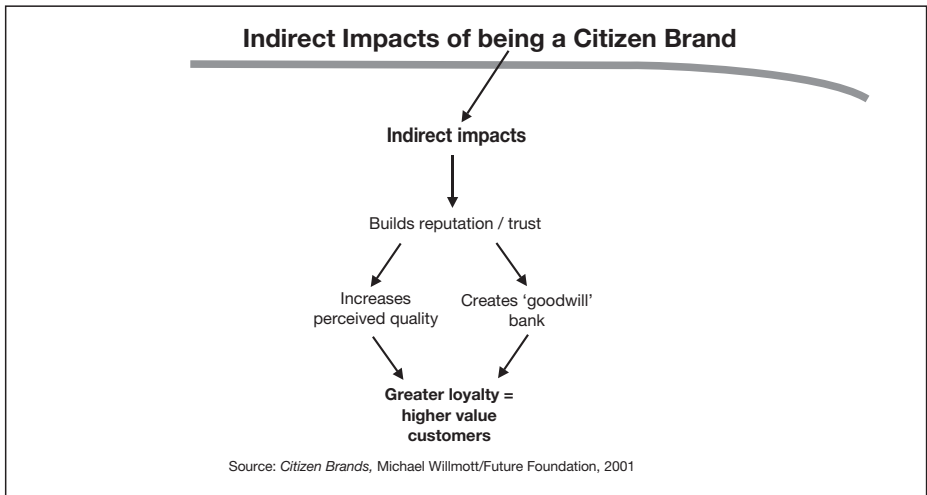 Indirect Impacts of being a Citizen Brand
Indirect impacts
Builds reputation / trust
Increases
perceived quality
Creates ‘goodwill’
bank
Greater loyalty =
higher value
customers
Source: Citizen Brands, Michael Willmott/Future Foundation, 2001